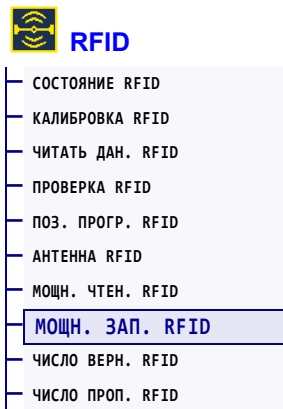 RFID
СОСТОЯНИЕ RFID
КАЛИБРОВКА RFID
ЧИТАТЬ ДАН. RFID
ПРОВЕРКА RFID
ПОЗ. ПРОГР. RFID
АНТЕННА RFID
МОЩН. ЧТЕН. RFID
МОЩН. ЗАП. RFID
ЧИСЛО ВЕРН. RFID
ЧИСЛО ПРОП. RFID